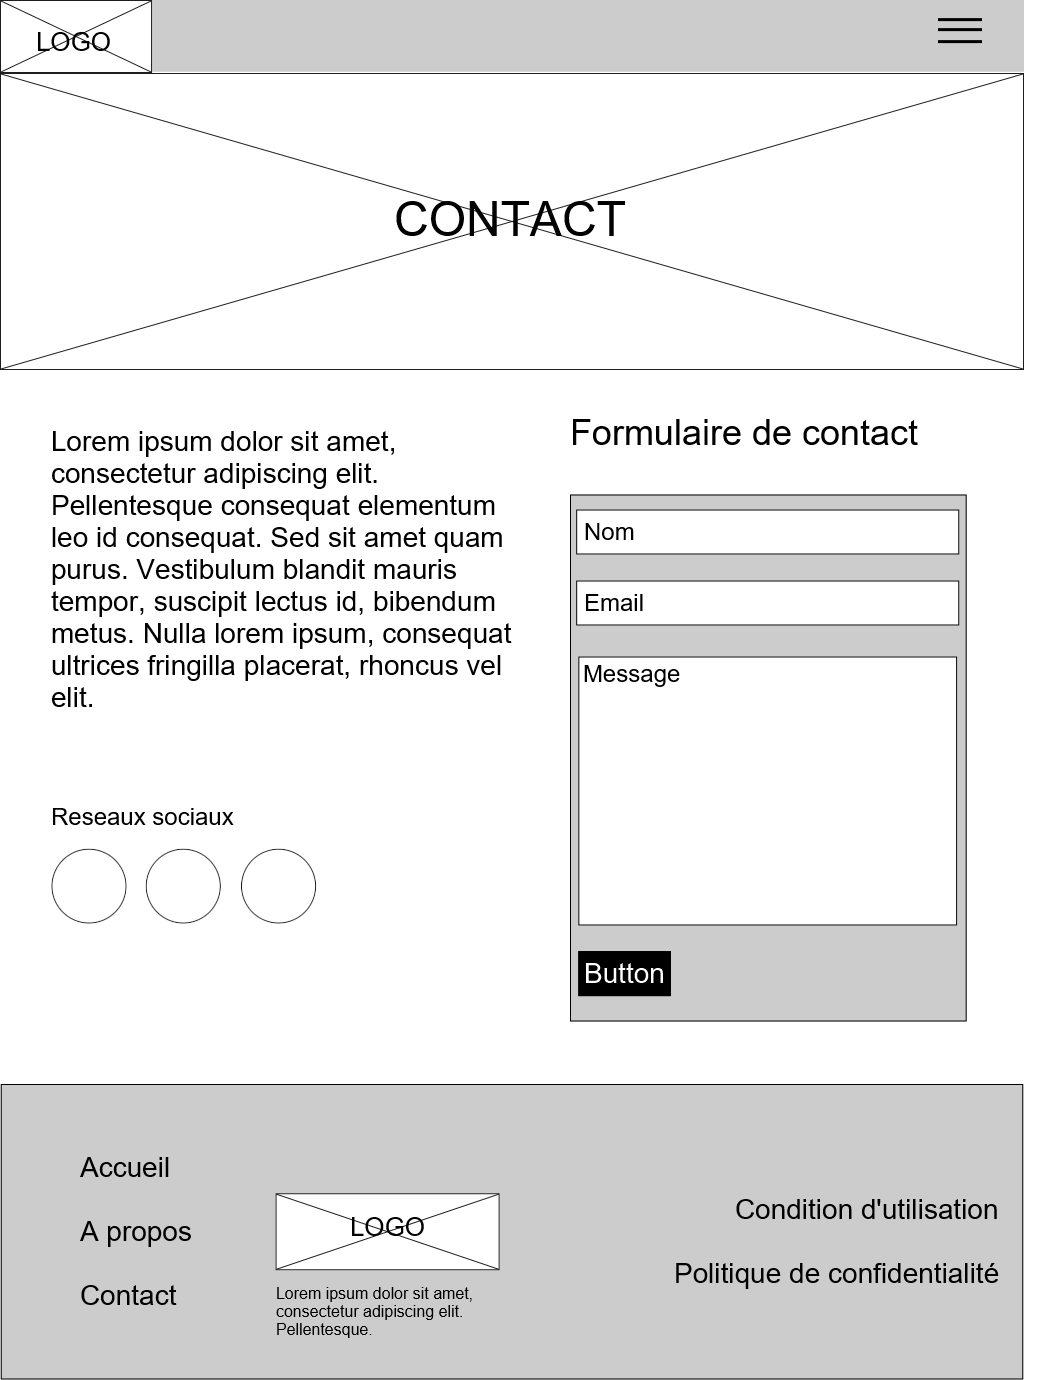 LOGO
CONTACT
Lorem ipsum dolor sit amet,
consectetur adipiscing elit.
Pellentesque consequat elementum
leo id consequat. Sed sit amet quam
purus. Vestibulum blandit mauris
tempor, suscipit lectus id, bibendum
metus. Nulla lorem ipsum, consequat
ultrices fringilla placerat, rhoncus vel
elit.
Reseaux sociaux
Formulaire de contact
Nom
Email
Message
Button
Accueil
A propos
Contact
LOGO
Lorem ipsum dolor sit amet,
consectetur adipiscing elit.
Pellentesque.
Condition d'utilisation
Politique de confidentialité